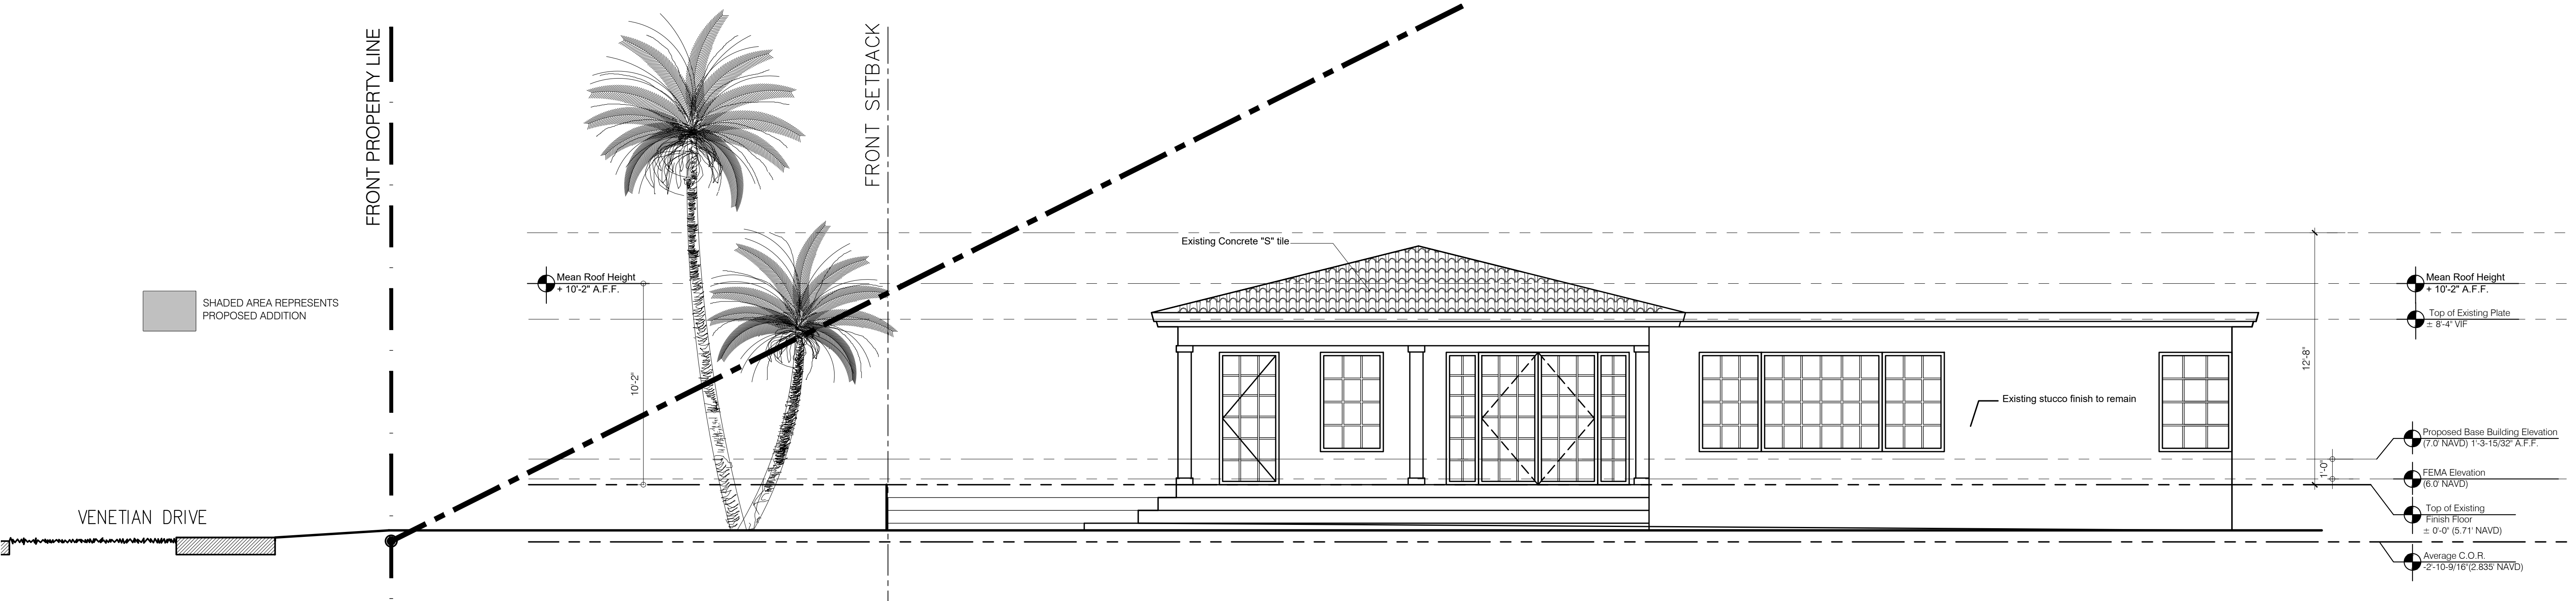 FRONT PROPERTY LINE
FRONT SETBACK
Existing Concrete "S" tile
Mean Roof Height
+ 10'-2" A.F.F.
SHADED AREA REPRESENTS
PROPOSED ADDITION
10'-2"
VENETIAN DRIVE
Existing stucco finish to remain
12'-8"
1'-0"
Mean Roof Height
+ 10'-2" A.F.F.
Top of Existing Plate
± 8'-4" VIF
Proposed Base Building Elevation
(7.0' NAVD) 1'-3-15/32" A.F.F.
FEMA Elevation
(6.0' NAVD)
Top of Existing
Finish Floor
± 0'-0" (5.71' NAVD)
Average C.O.R.
-2'-10-9/16"(2.835' NAVD)